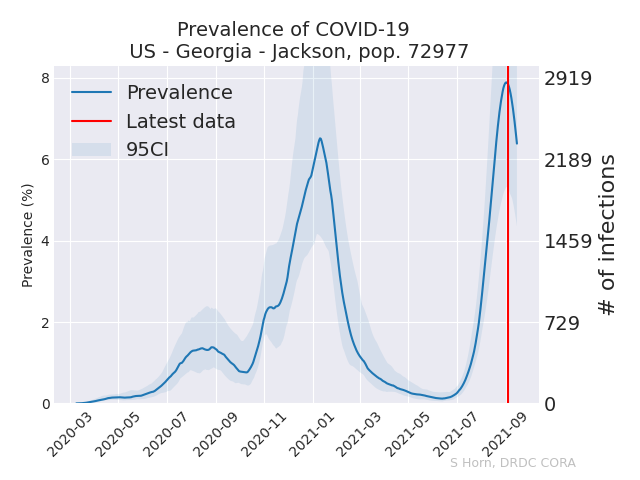 Prevalence of COVID-19
US - Georgia - Jackson, pop. 72977
Prevalence
Latest data
95CI
Prevalence (%)
8
6
4
2
0
2919
2189
1459
729
0
# of infections
2020-03
2020-05
2020-07
2020-09
2020-11
2021-01
2021-03
2021-05
2021-07
2021-09
S Horn, DRDC CORA